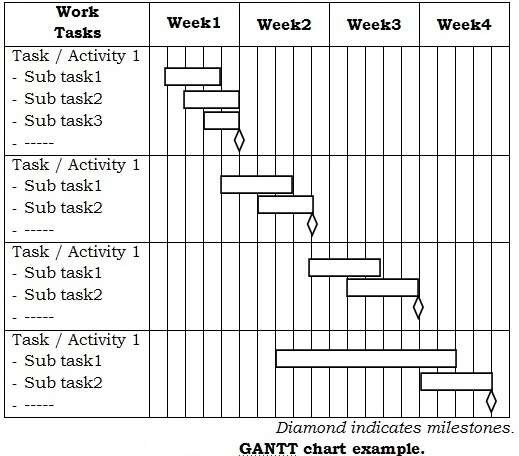 Work
Tasks
Week1
Week2
Week3
Week4
Task / Activity 1
- Sub task1
- Sub task2
- Sub task3
- -----
Task / Activity 1
- Sub task1
- Sub task2
- -----
Task / Activity 1
- Sub task1
- Sub task2
- -----
Task / Activity 1
- Sub task1
- Sub task2
- -----
Diamond indicates milestones.
GANTT chart example.